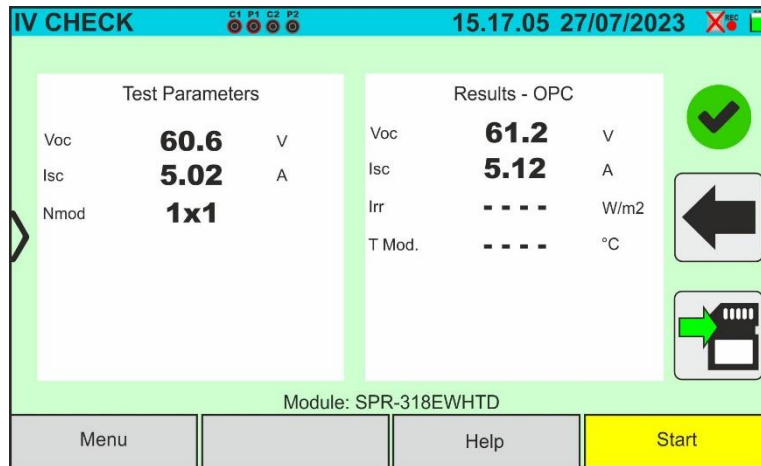 IV CHECK C1 P1 C2 P2 15.17.05 27/07/2023 REC
Test Parameters
Voc 60.6 V
Isc 5.02 A
Nmod 1x1
Results - OPC
Voc 61.2 V
Isc 5.12 A
Irr - - - - W/m2
T Mod. - - - - °C
Module: SPR-318EWHTD
Menu Help Start